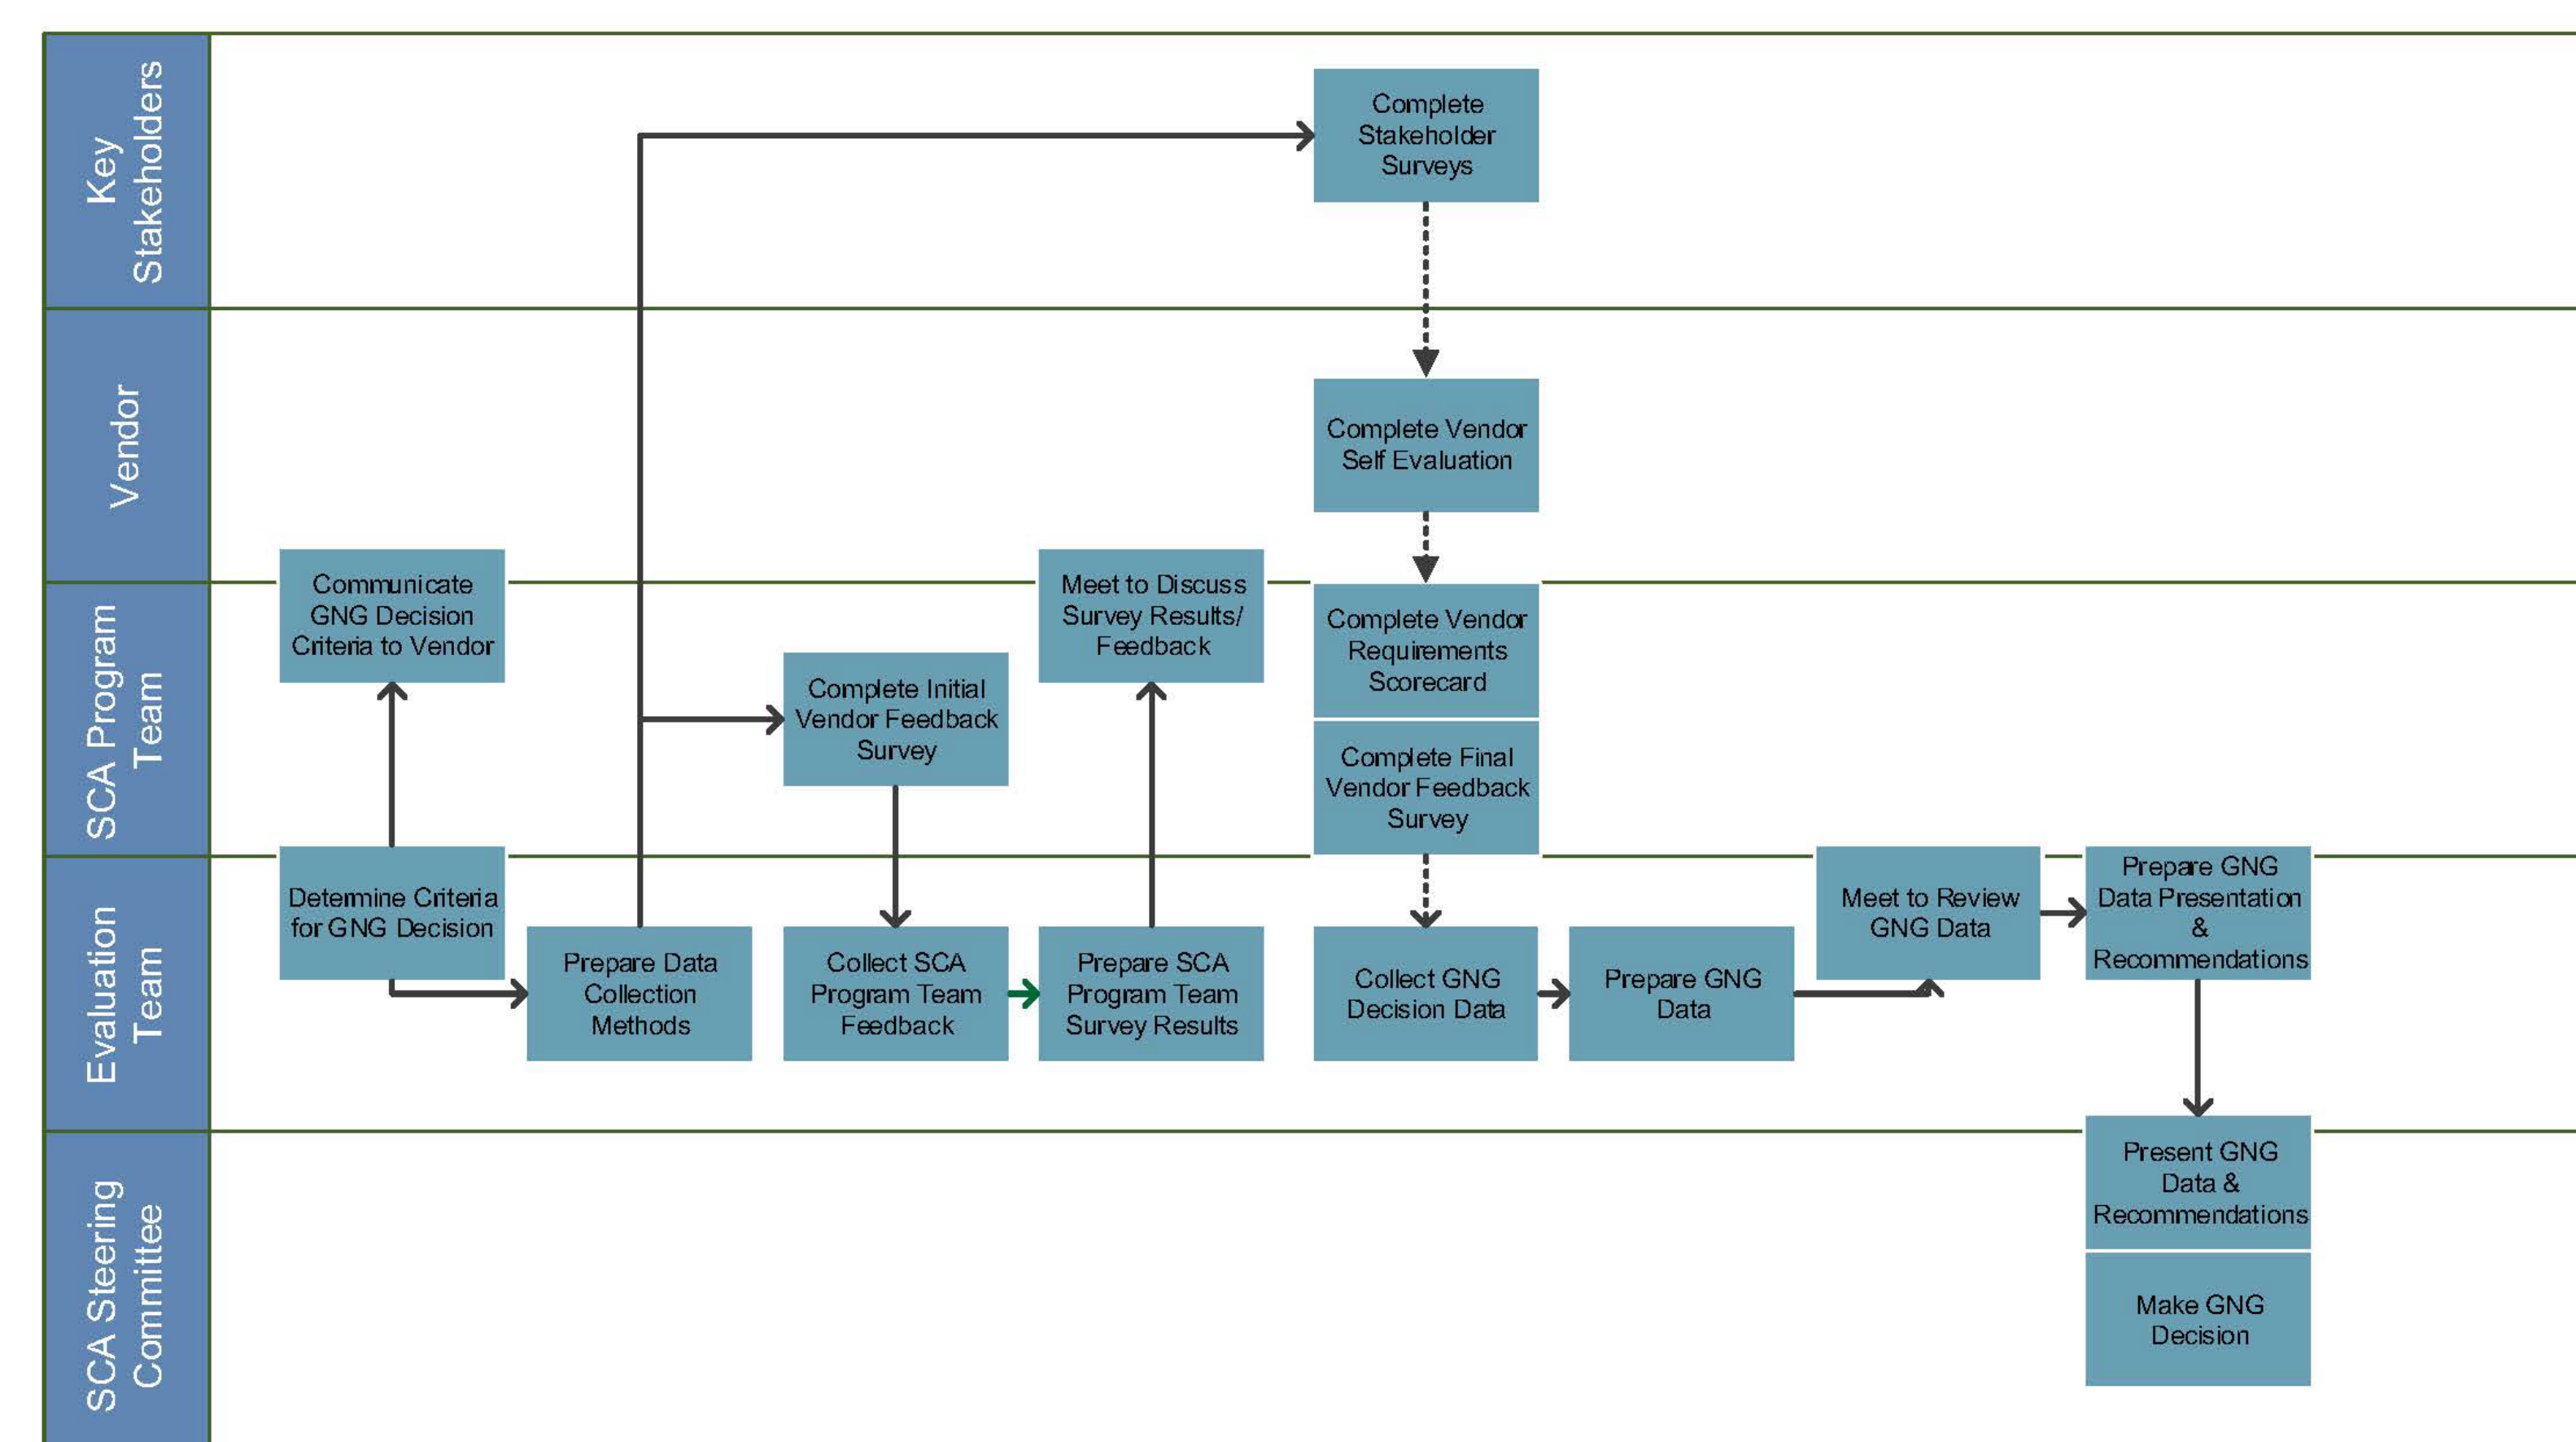 Key
Stakeholders
Complete
Stakeholder
Surveys
Vendor
Complete Vendor
Self Evaluation
SCA Program
Team
Communicate
GNG Decision
Criteria to Vendor
Complete Initial
Vendor Feedback
Survey
Meet to Discuss
Survey Results/
Feedback
Complete Vendor
Requirements
Scorecard
Complete Final
Vendor Feedback
Survey
Evaluation
Team
Determine Criteria
for GNG Decision
Prepare Data
Collection
Methods
Collect SCA
Program Team
Feedback
Prepare SCA
Program Team
Survey Results
Collect GNG
Decision Data
Prepare GNG
Data
Meet to Review
GNG Data
Prepare GNG
Data Presentation
&
Recommendations
SCA Steering
Committee
Present GNG
Data &
Recommendations
Make GNG
Decision